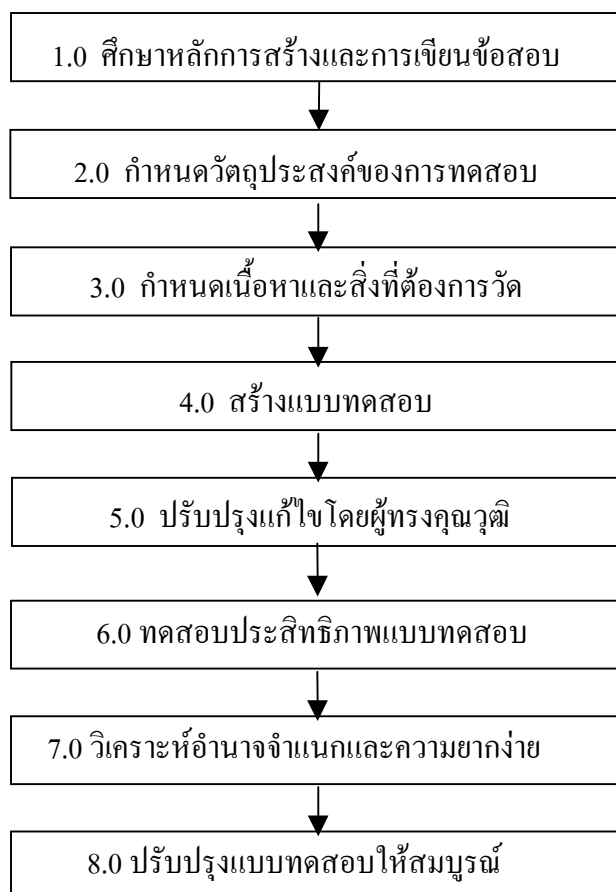 1.0 ศึกษาหลักการสร้างและการเขียนข้อสอบ
2.0 กำหนดวัตถุประสงค์ของการทดสอบ
3.0 กำหนดเนื้อหาและสิ่งที่ต้องการวัด
4.0 สร้างแบบทดสอบ
5.0 ปรับปรุงแก้ไขโดยผู้ทรงคุณวุฒิ
6.0 ทดสอบประสิทธิภาพแบบทดสอบ
7.0 วิเคราะห์อำนาจจำแนกและความยากง่าย
8.0 ปรับปรุงแบบทดสอบให้สมบูรณ์